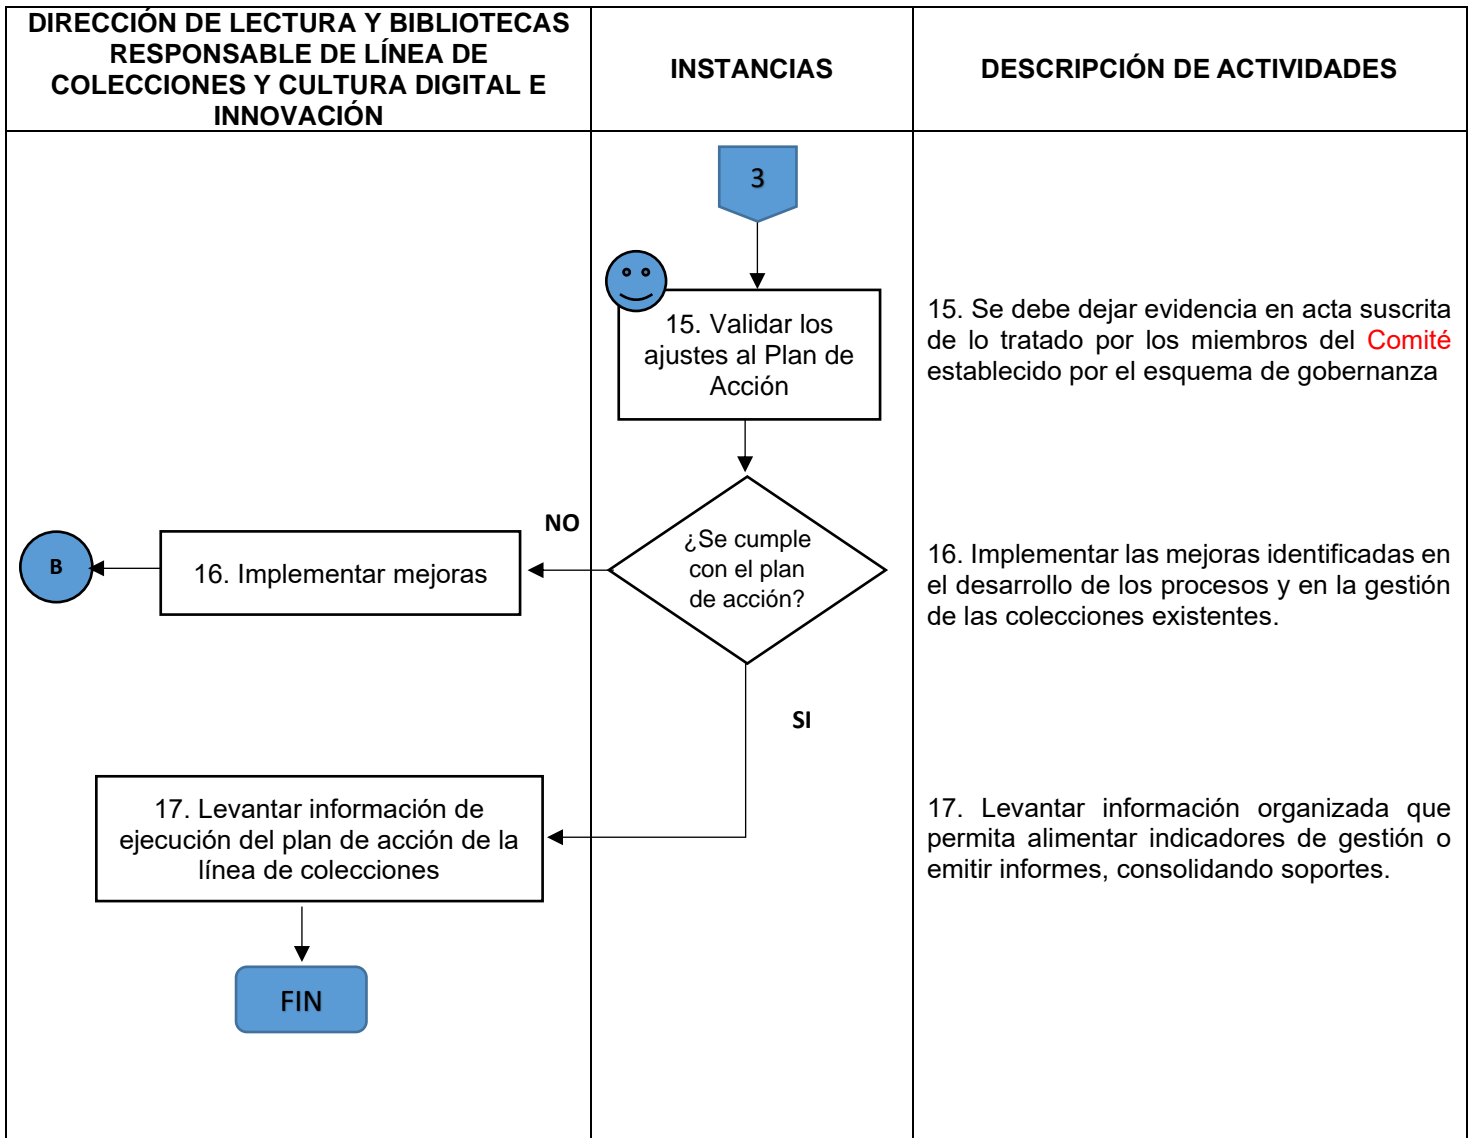 DIRECCIÓN DE LECTURA Y BIBLIOTECAS
RESPONSABLE DE LÍNEA DE
COLECCIONES Y CULTURA DIGITAL E
INNOVACIÓN
INSTANCIAS
DESCRIPCIÓN DE ACTIVIDADES
3
15. Validar los
ajustes al Plan de
Acción
15. Se debe dejar evidencia en acta suscrita
de lo tratado por los miembros del Comité
establecido por el esquema de gobernanza
B
16. Implementar mejoras
NO
¿Se cumple
con el plan
de acción?
16. Implementar las mejoras identificadas en
el desarrollo de los procesos y en la gestión
de las colecciones existentes.
SI
17. Levantar información de
ejecución del plan de acción de la
línea de colecciones
17. Levantar información organizada que
permita alimentar indicadores de gestión o
emitir informes, consolidando soportes.
FIN